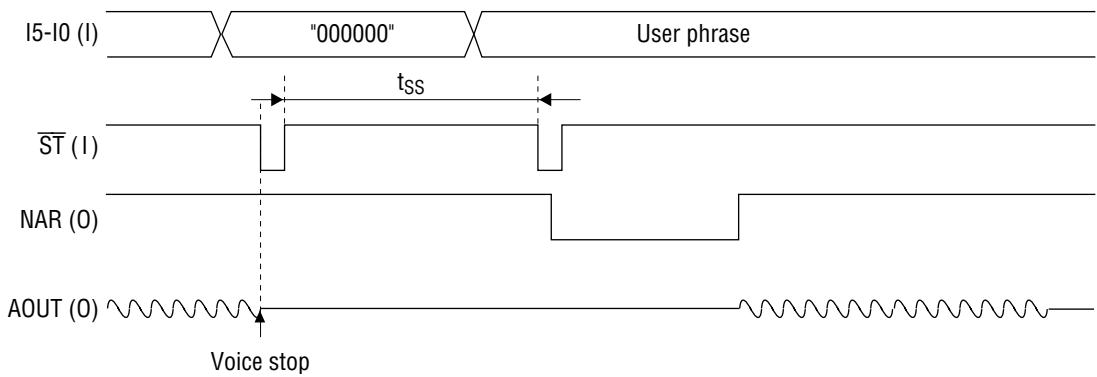 I5-I0 (I) "000000" User phrase
tSS
ST (I)
NAR (O)
AOUT (O)
Voice stop